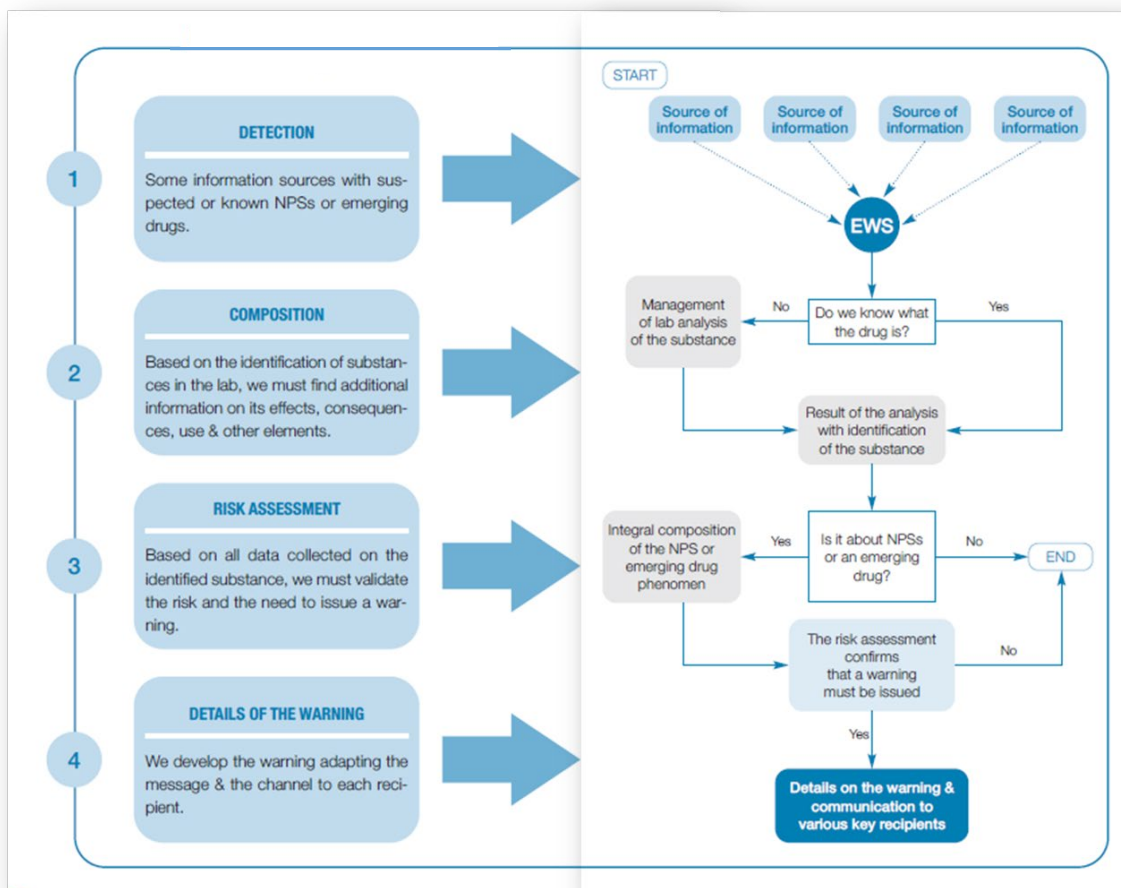 1
DETECTION
Some information sources with sus-
pected or known NPSs or emerging
drugs.
2
COMPOSITION
Based on the identification of substan-
ces in the lab, we must find additional
information on its effects, consequen-
ces, use & other elements.
3
RISK ASSESSMENT
Based on all data collected on the
identified substance, we must validate
the risk and the need to issue a war-
ning.
4
DETAILS OF THE WARNING
We develop the warning adapting the
message & the channel to each reci-
pient.
START
Source of
information
Source of
information
Source of
information
Source of
information
EWS
Management
of lab analysis
of the substance
No
Do we know what
the drug is?
Yes
Result of the analysis
with identification
of the substance
Integral composition
of the NPS or
emerging drug
phenomen
Yes
Is it about NPSs
or an emerging
drug?
No
END
The risk assessment
confirms
that a warning
must be issued
No
Yes
Details on the warning &
communication to
various key recipients